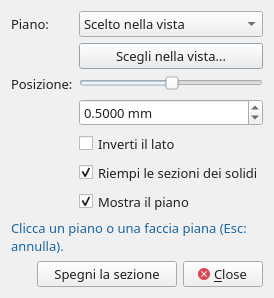 Piano: Scelto nella vista
Scegli nella vista...
Posizione:
0.5000 mm
Inverti il lato
Riempi le sezioni dei solidi
Mostra il piano
Clicca un piano o una faccia piana (Esc:
annulla).
Spegni la sezione Close